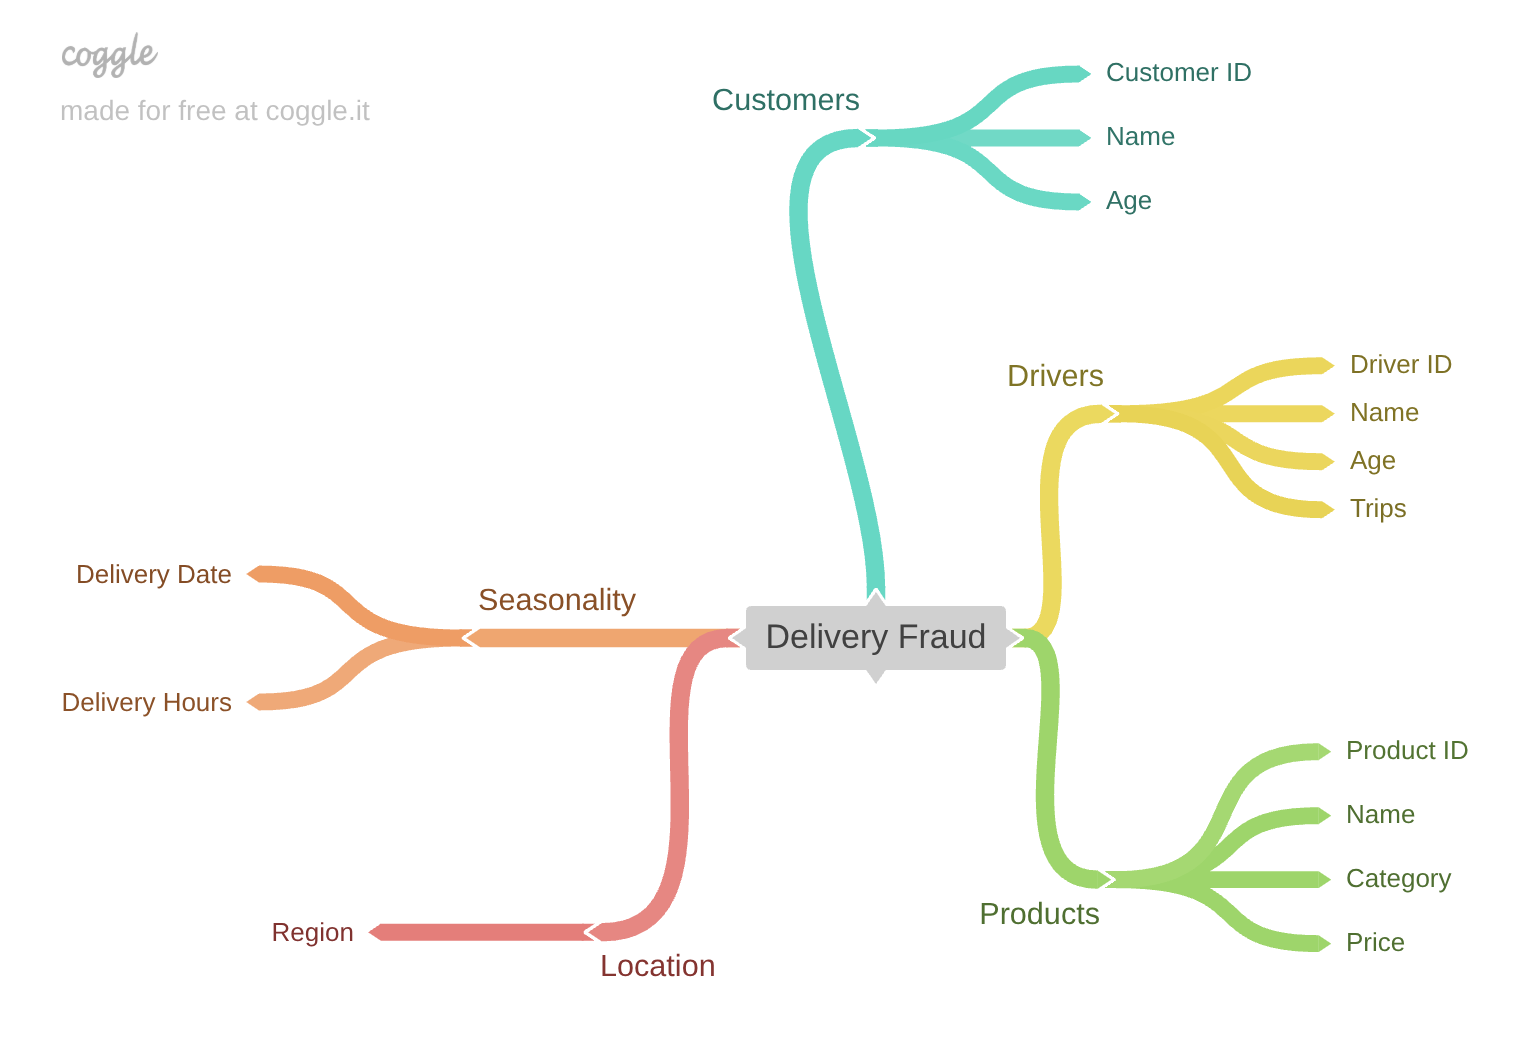 coggle
made for free at coggle.it
Customers
Customer ID
Name
Age
Drivers
Driver ID
Name
Age
Trips
Delivery Date
Seasonality
Delivery Hours
Delivery Fraud
Product ID
Name
Category
Price
Products
Region
Location